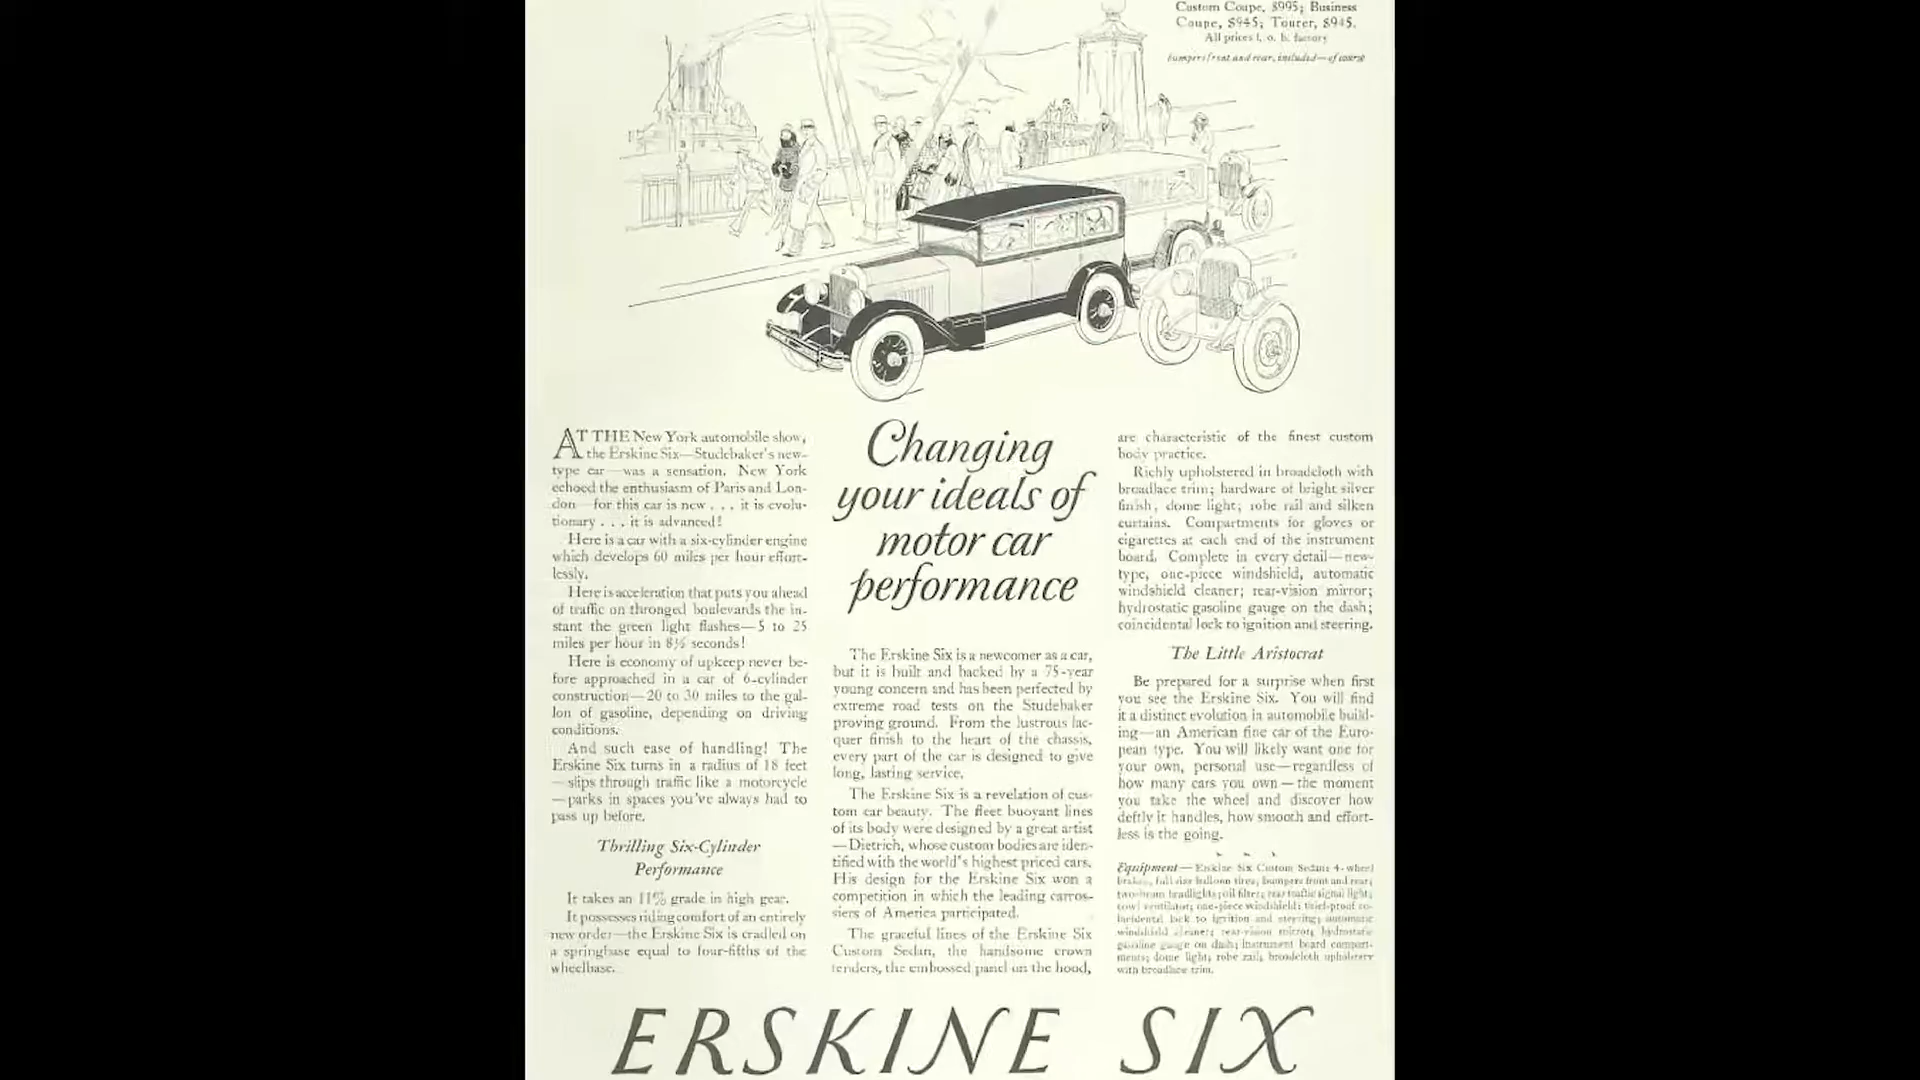 Custom Coupe, $995; Business
Coupe, $945; Tourer, $945.
All prices f. o. b. factory
bumpers front and rear, included—of course
AT THE New York automobile show,
the Erskine Six—Studebaker's new-
type car—was a sensation. New York
echoed the enthusiasm of Paris and Lon-
don—for this car is new . . . it is evolu-
tionary . . . it is advanced!
Here is a car with a six-cylinder engine
which develops 60 miles per hour effort-
lessly.
Here is acceleration that puts you ahead
of traffic on thronged boulevards the in-
stant the green light flashes—5 to 25
miles per hour in 8½ seconds!
Here is economy of upkeep never be-
fore approached in a car of 6-cylinder
construction—20 to 30 miles to the gal-
lon of gasoline, depending on driving
conditions.
And such ease of handling! The
Erskine Six turns in a radius of 18 feet
—slips through traffic like a motorcycle
—parks in spaces you've always had to
pass up before.
Thrilling Six-Cylinder
Performance
It takes an 11% grade in high gear.
It possesses riding comfort of an entirely
new order—the Erskine Six is cradled on
a springbase equal to four-fifths of the
wheelbase.
Changing
your ideals of
motor car
performance
The Erskine Six is a newcomer as a car,
but it is built and backed by a 75-year
young concern and has been perfected by
extreme road tests on the Studebaker
proving ground. From the lustrous lac-
quer finish to the heart of the chassis,
every part of the car is designed to give
long, lasting service.
The Erskine Six is a revelation of cus-
tom car beauty. The fleet buoyant lines
of its body were designed by a great artist
—Dietrich, whose custom bodies are iden-
tified with the world's highest priced cars.
His design for the Erskine Six won a
competition in which the leading carros-
siers of America participated.
The graceful lines of the Erskine Six
Custom Sedan, the handsome crown
fenders, the embossed panel on the hood,
are characteristic of the finest custom
body practice.
Richly upholstered in broadcloth with
broadlace trim; hardware of bright silver
finish, dome light; robe rail and silken
curtains. Compartments for gloves or
cigarettes at each end of the instrument
board. Complete in every detail—new-
type, one-piece windshield, automatic
windshield cleaner; rear-vision mirror;
hydrostatic gasoline gauge on the dash;
coincidental lock to ignition and steering.
The Little Aristocrat
Be prepared for a surprise when first
you see the Erskine Six. You will find
it a distinct evolution in automobile build-
ing—an American fine car of the Euro-
pean type. You will likely want one for
your own, personal use—regardless of
how many cars you own—the moment
you take the wheel and discover how
deftly it handles, how smooth and effort-
less is the going.
Equipment—Erskine Six Custom Sedan: 4-wheel
brakes, full size balloon tires; bumpers front and rear;
two-beam headlights; oil filter; rear traffic signal light;
cowl ventilator; one-piece windshield; thief-proof co-
incidental lock to ignition and steering; automatic
windshield cleaner; rear-vision mirror; hydrostatic
gasoline gauge on dash; instrument board compart-
ments; dome light; robe rail; broadcloth upholstery
with broadlace trim.
ERSKINE SIX